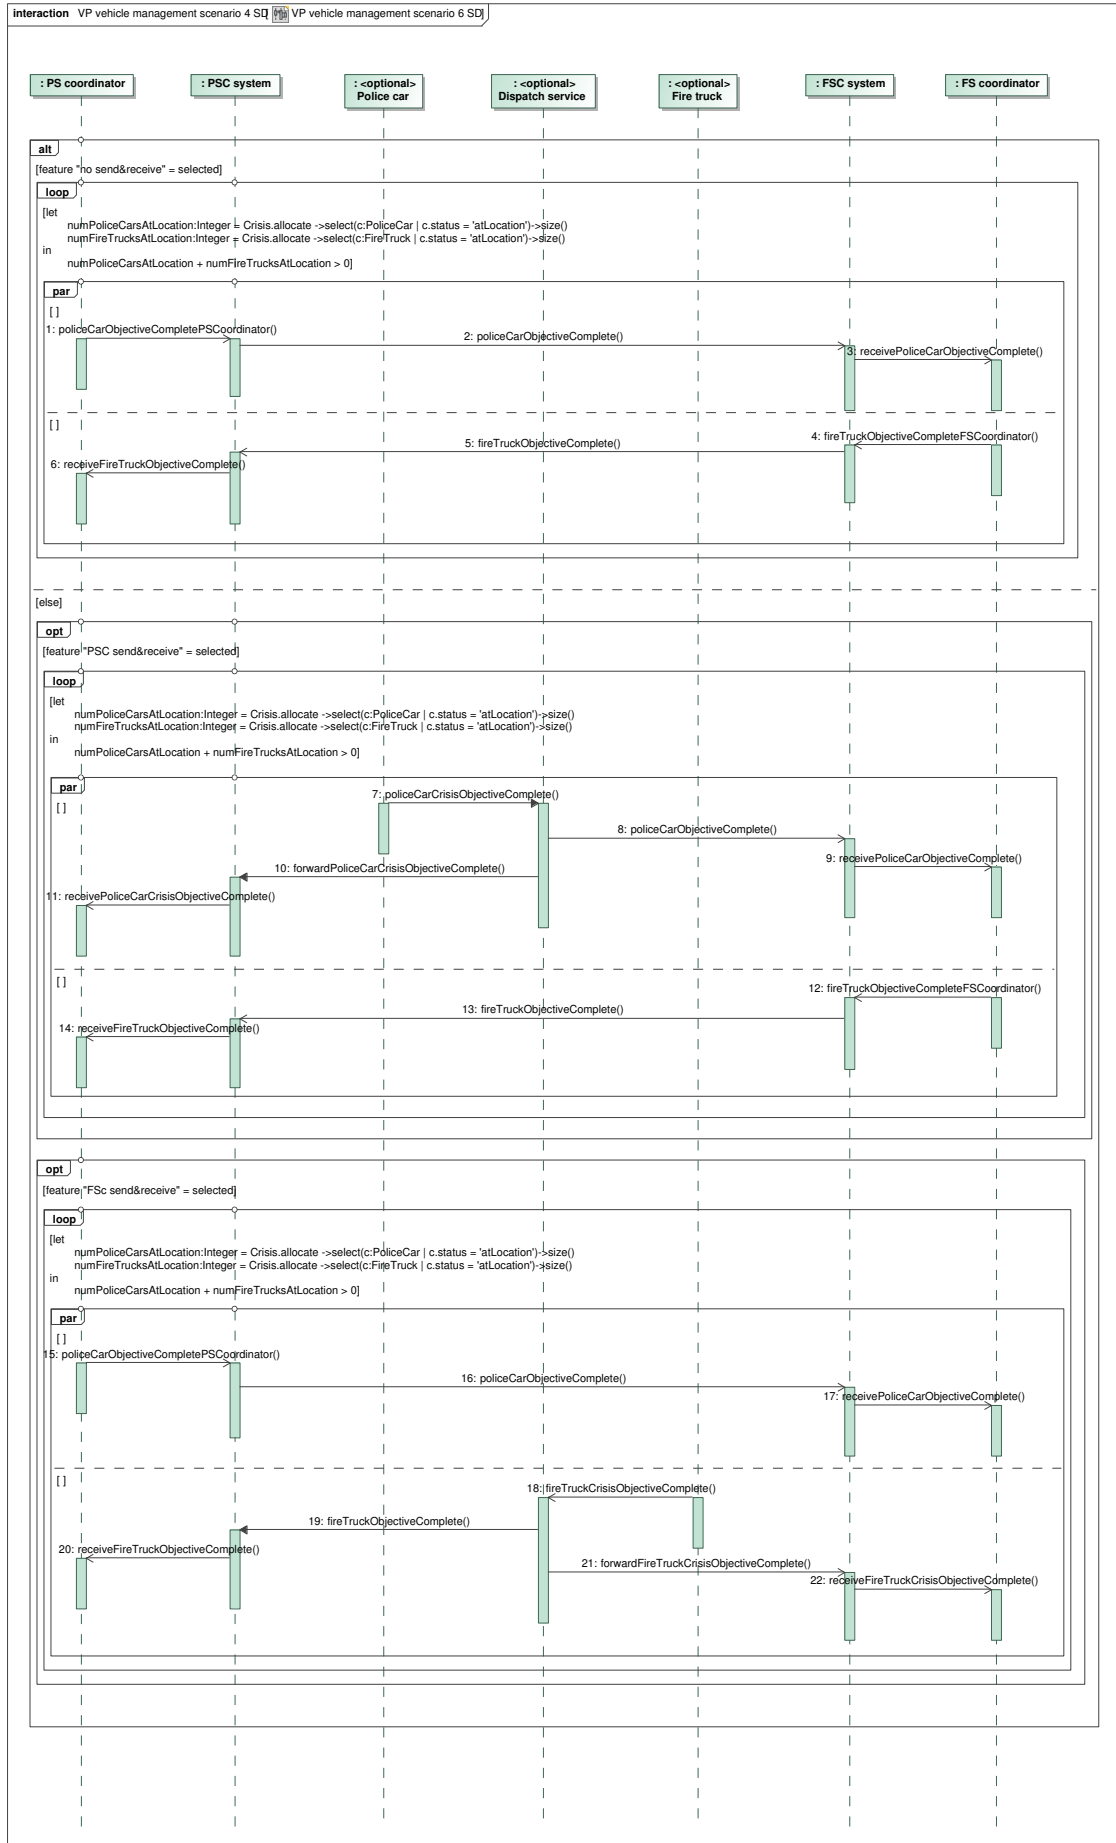 interaction VP vehicle management scenario 4 SD[ VP vehicle management scenario 6 SD]
: PS coordinator
: PSC system
: <optional>
Police car
: <optional>
Dispatch service
: <optional>
Fire truck
: FSC system
: FS coordinator
alt
[feature "no send&receive" = selected]
loop
[let
numPoliceCarsAtLocation:Integer = Crisis.allocate ->select(c:PoliceCar | c.status = 'atLocation')->size()
numFireTrucksAtLocation:Integer = Crisis.allocate ->select(c:FireTruck | c.status = 'atLocation')->size()
in
numPoliceCarsAtLocation + numFireTrucksAtLocation > 0]
par
[ ]
1: policeCarObjectiveCompletePSCoordinator()
2: policeCarObjectiveComplete()
3: receivePoliceCarObjectiveComplete()
[ ]
4: fireTruckObjectiveCompleteFSCoordinator()
5: fireTruckObjectiveComplete()
6: receiveFireTruckObjectiveComplete()
[else]
opt
[feature "PSC send&receive" = selected]
loop
[let
numPoliceCarsAtLocation:Integer = Crisis.allocate ->select(c:PoliceCar | c.status = 'atLocation')->size()
numFireTrucksAtLocation:Integer = Crisis.allocate ->select(c:FireTruck | c.status = 'atLocation')->size()
in
numPoliceCarsAtLocation + numFireTrucksAtLocation > 0]
par
[ ]
7: policeCarCrisisObjectiveComplete()
8: policeCarObjectiveComplete()
9: receivePoliceCarObjectiveComplete()
10: forwardPoliceCarCrisisObjectiveComplete()
11: receivePoliceCarCrisisObjectiveComplete()
[ ]
12: fireTruckObjectiveCompleteFSCoordinator()
13: fireTruckObjectiveComplete()
14: receiveFireTruckObjectiveComplete()
opt
[feature "FSc send&receive" = selected]
loop
[let
numPoliceCarsAtLocation:Integer = Crisis.allocate ->select(c:PoliceCar | c.status = 'atLocation')->size()
numFireTrucksAtLocation:Integer = Crisis.allocate ->select(c:FireTruck | c.status = 'atLocation')->size()
in
numPoliceCarsAtLocation + numFireTrucksAtLocation > 0]
par
[ ]
15: policeCarObjectiveCompletePSCoordinator()
16: policeCarObjectiveComplete()
17: receivePoliceCarObjectiveComplete()
[ ]
18: fireTruckCrisisObjectiveComplete()
19: fireTruckObjectiveComplete()
20: receiveFireTruckObjectiveComplete()
21: forwardFireTruckCrisisObjectiveComplete()
22: receiveFireTruckCrisisObjectiveComplete()